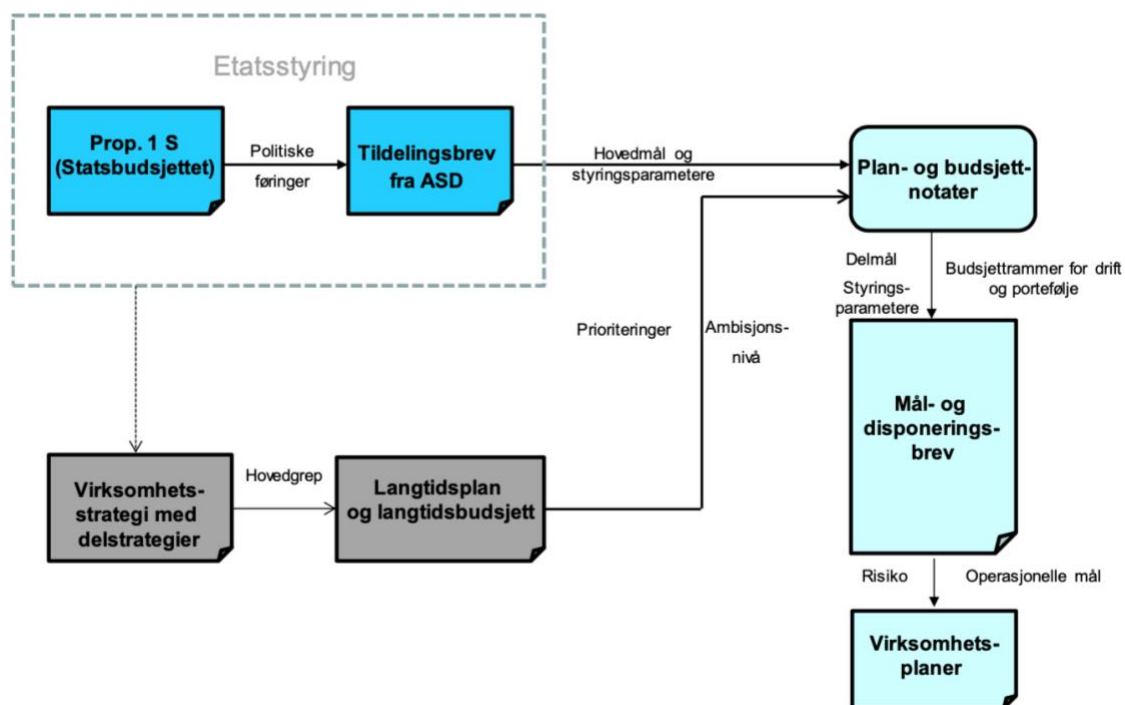 Etatsstyring
Prop. 1 S
(Statsbudsjettet)
Politiske
føringer
Tildelingsbrev
fra ASD
Hovedmål og
styringsparametere
Plan- og budsjett-
notater
Delmål
Styrings-
parametere
Budsjettrammer for drift
og portefølje
Prioriteringer
Ambisjons-
nivå
Mål- og
disponerings-
brev
Virksomhets-
strategi med
delstrategier
Hovedgrep
Langtidsplan
og langtidsbudsjett
Risiko
Operasjonelle mål
Virksomhets-
planer